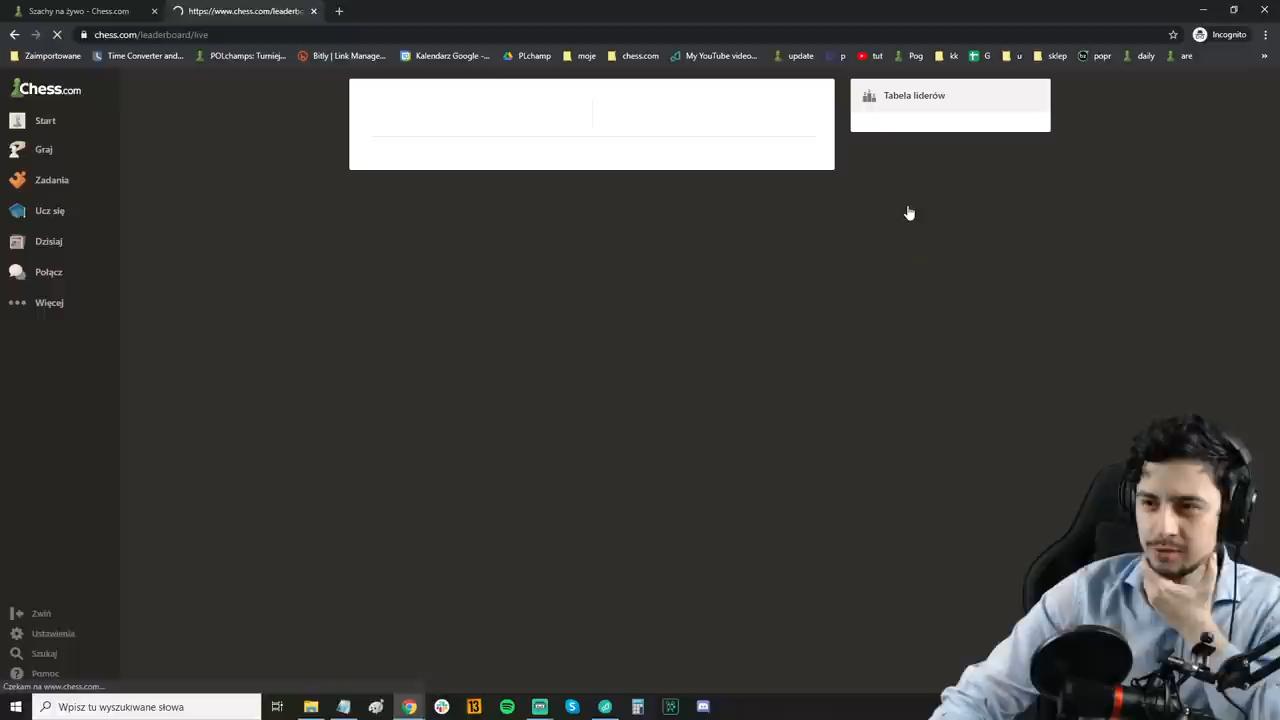 Szachy na żywo - Chess.com
https://www.chess.com/leaderb
chess.com/leaderboard/live
Incognito
Zaimportowane
Time Converter and...
POLchamps: Turniej...
Bitly | Link Manage...
Kalendarz Google -...
PLchamp
moje
chess.com
My YouTube video...
update
p
tut
Pog
kk
G
u
sklep
popr
daily
are
»
Chess.com
Start
Graj
Zadania
Ucz się
Dzisiaj
Połącz
Więcej
Tabela liderów
Zwiń
Ustawienia
Szukaj
Pomoc
Czekam na www.chess.com...
Wpisz tu wyszukiwane słowa
13